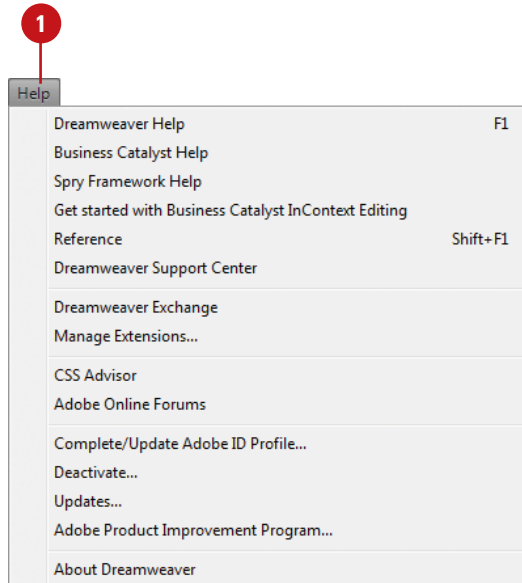 1
Help
Dreamweaver Help F1
Business Catalyst Help
Spry Framework Help
Get started with Business Catalyst InContext Editing
Reference Shift+F1
Dreamweaver Support Center
Dreamweaver Exchange
Manage Extensions...
CSS Advisor
Adobe Online Forums
Complete/Update Adobe ID Profile...
Deactivate...
Updates...
Adobe Product Improvement Program...
About Dreamweaver